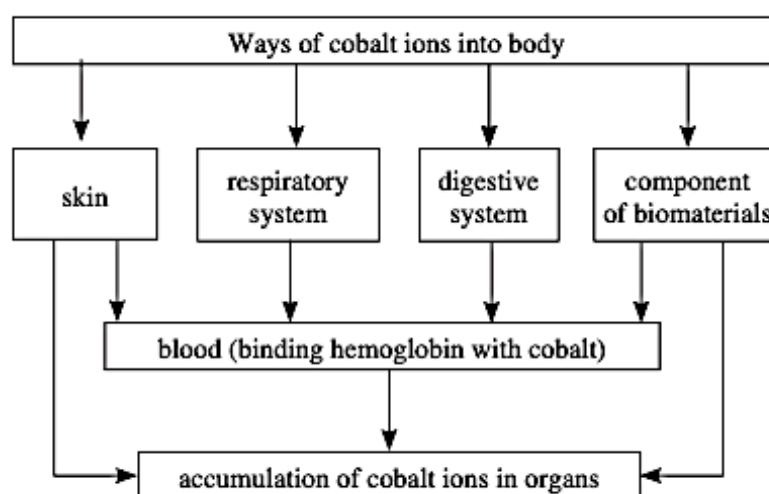 Ways of cobalt ions into body
skin
respiratory
system
digestive
system
component
of biomaterials
blood (binding hemoglobin with cobalt)
accumulation of cobalt ions in organs